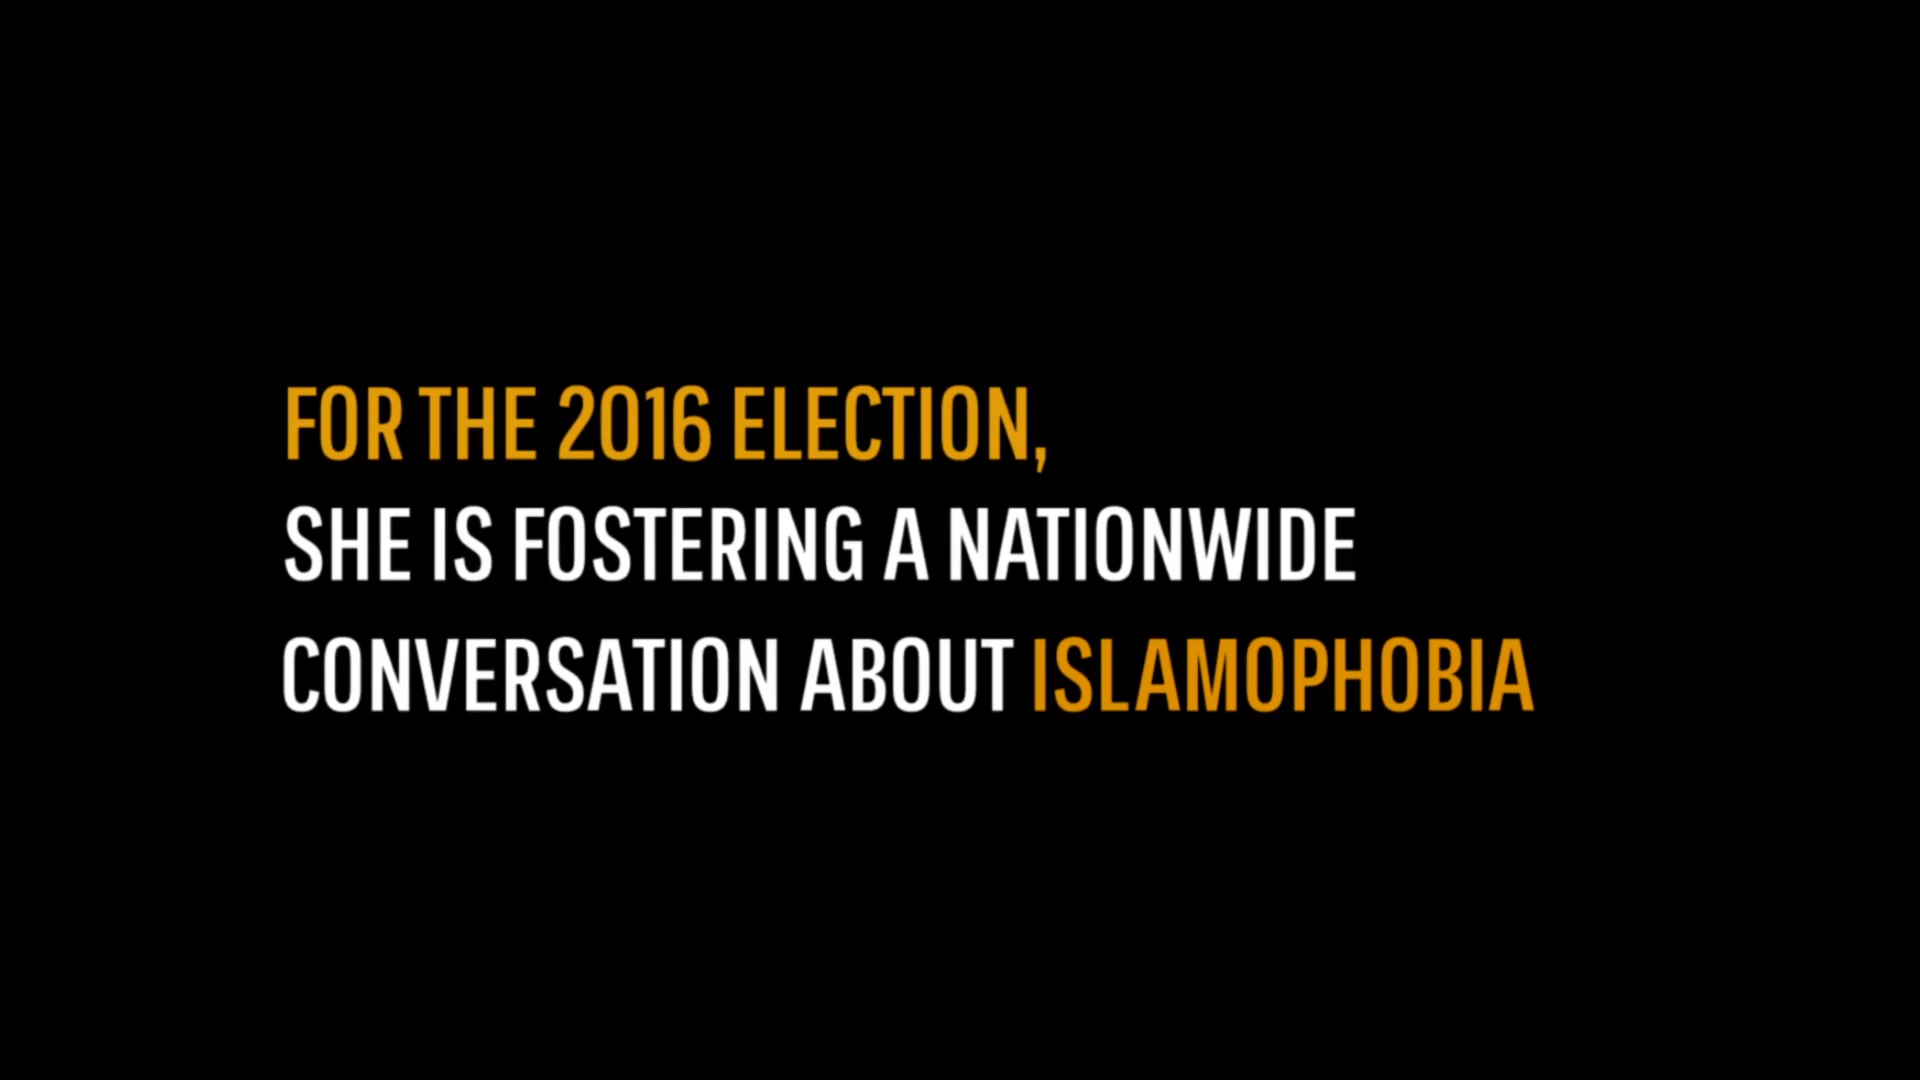 FOR THE 2016 ELECTION,
SHE IS FOSTERING A NATIONWIDE
CONVERSATION ABOUT ISLAMOPHOBIA